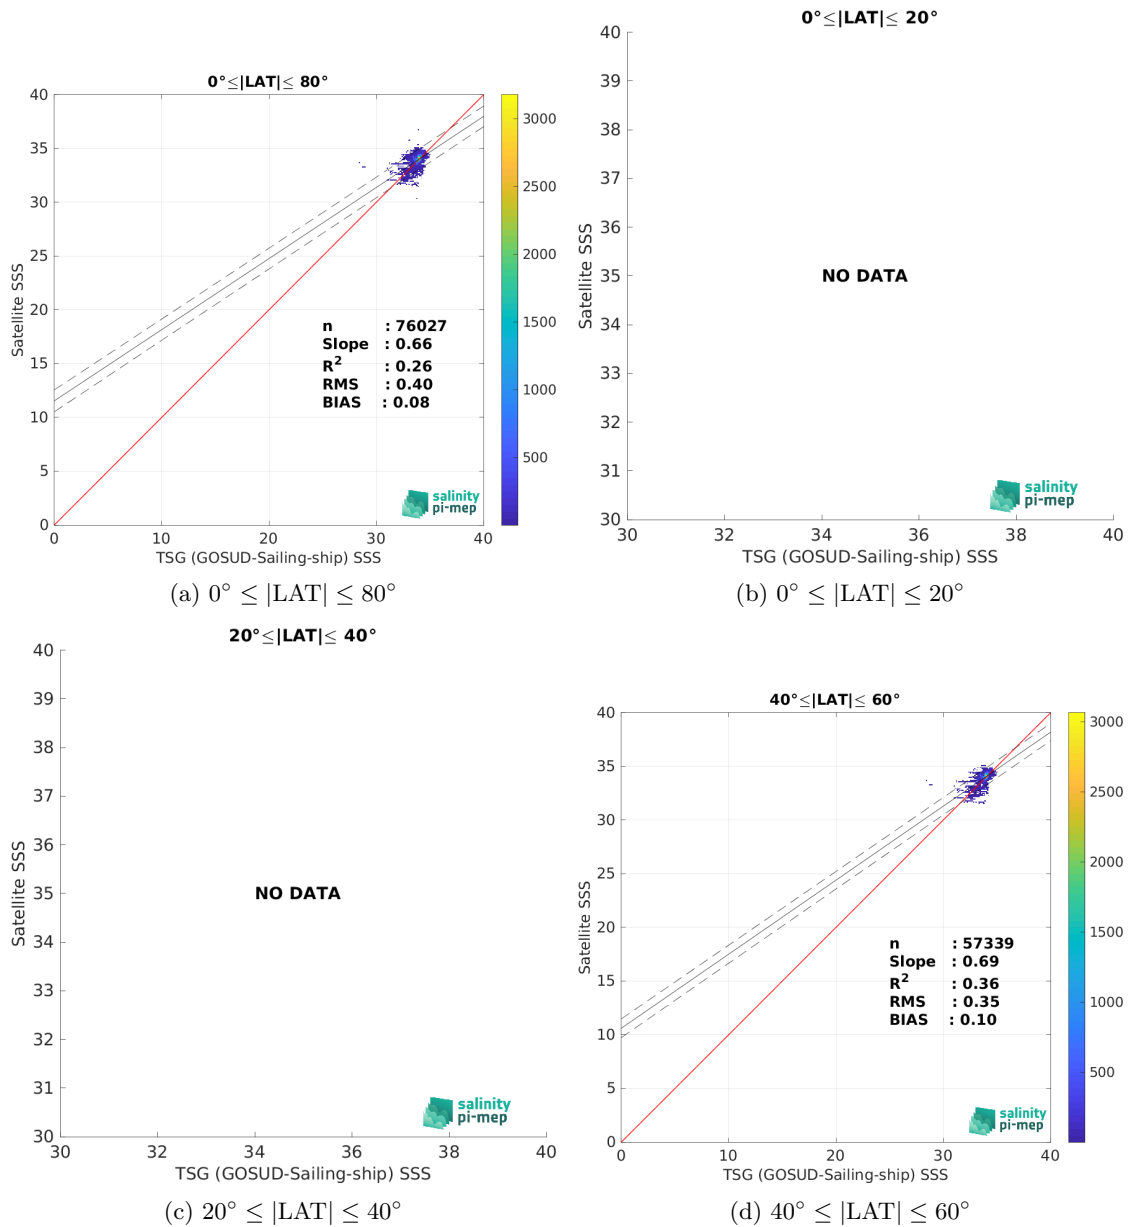 0°≤|LAT|≤ 80°
40
35
30
25
20
15
10
5
0
Satellite SSS
n : 76027
Slope : 0.66
R² : 0.26
RMS : 0.40
BIAS : 0.08
salinity
pi-mep
0 10 20 30 40
TSG (GOSUD-Sailing-ship) SSS
3000
2500
2000
1500
1000
500
(a) 0° ≤ |LAT| ≤ 80°
0°≤|LAT|≤ 20°
40
39
38
37
36
35
34
33
32
31
30
Satellite SSS
NO DATA
salinity
pi-mep
30 32 34 36 38 40
TSG (GOSUD-Sailing-ship) SSS
(b) 0° ≤ |LAT| ≤ 20°
20°≤|LAT|≤ 40°
40
39
38
37
36
35
34
33
32
31
30
Satellite SSS
NO DATA
salinity
pi-mep
30 32 34 36 38 40
TSG (GOSUD-Sailing-ship) SSS
(c) 20° ≤ |LAT| ≤ 40°
40°≤|LAT|≤ 60°
40
35
30
25
20
15
10
5
0
Satellite SSS
n : 57339
Slope : 0.69
R² : 0.36
RMS : 0.35
BIAS : 0.10
salinity
pi-mep
0 10 20 30 40
TSG (GOSUD-Sailing-ship) SSS
3000
2500
2000
1500
1000
500
(d) 40° ≤ |LAT| ≤ 60°